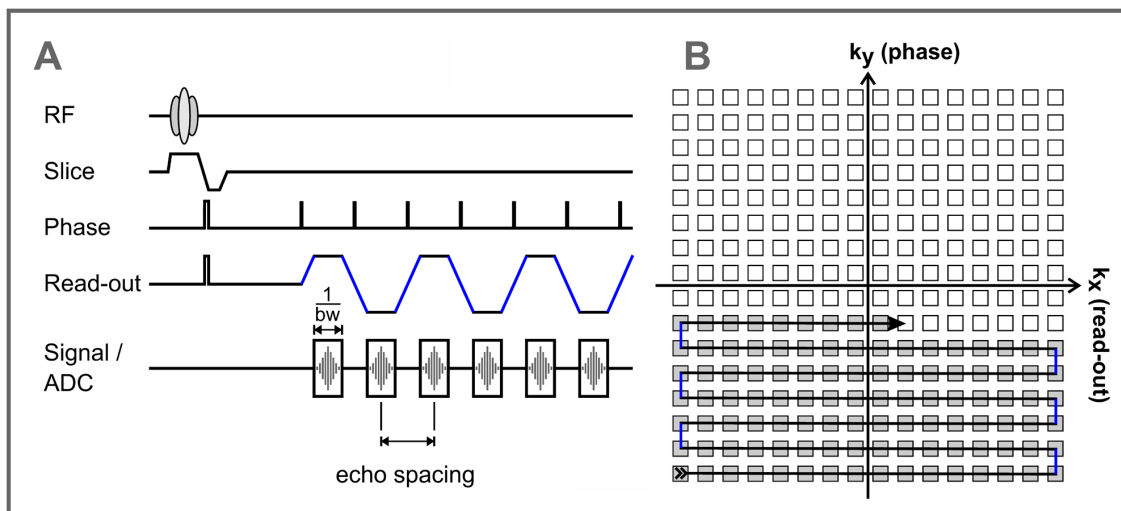 A
RF
Slice
Phase
Read-out
1
bw
Signal /
ADC
echo spacing
B
ky (phase)
kx (read-out)